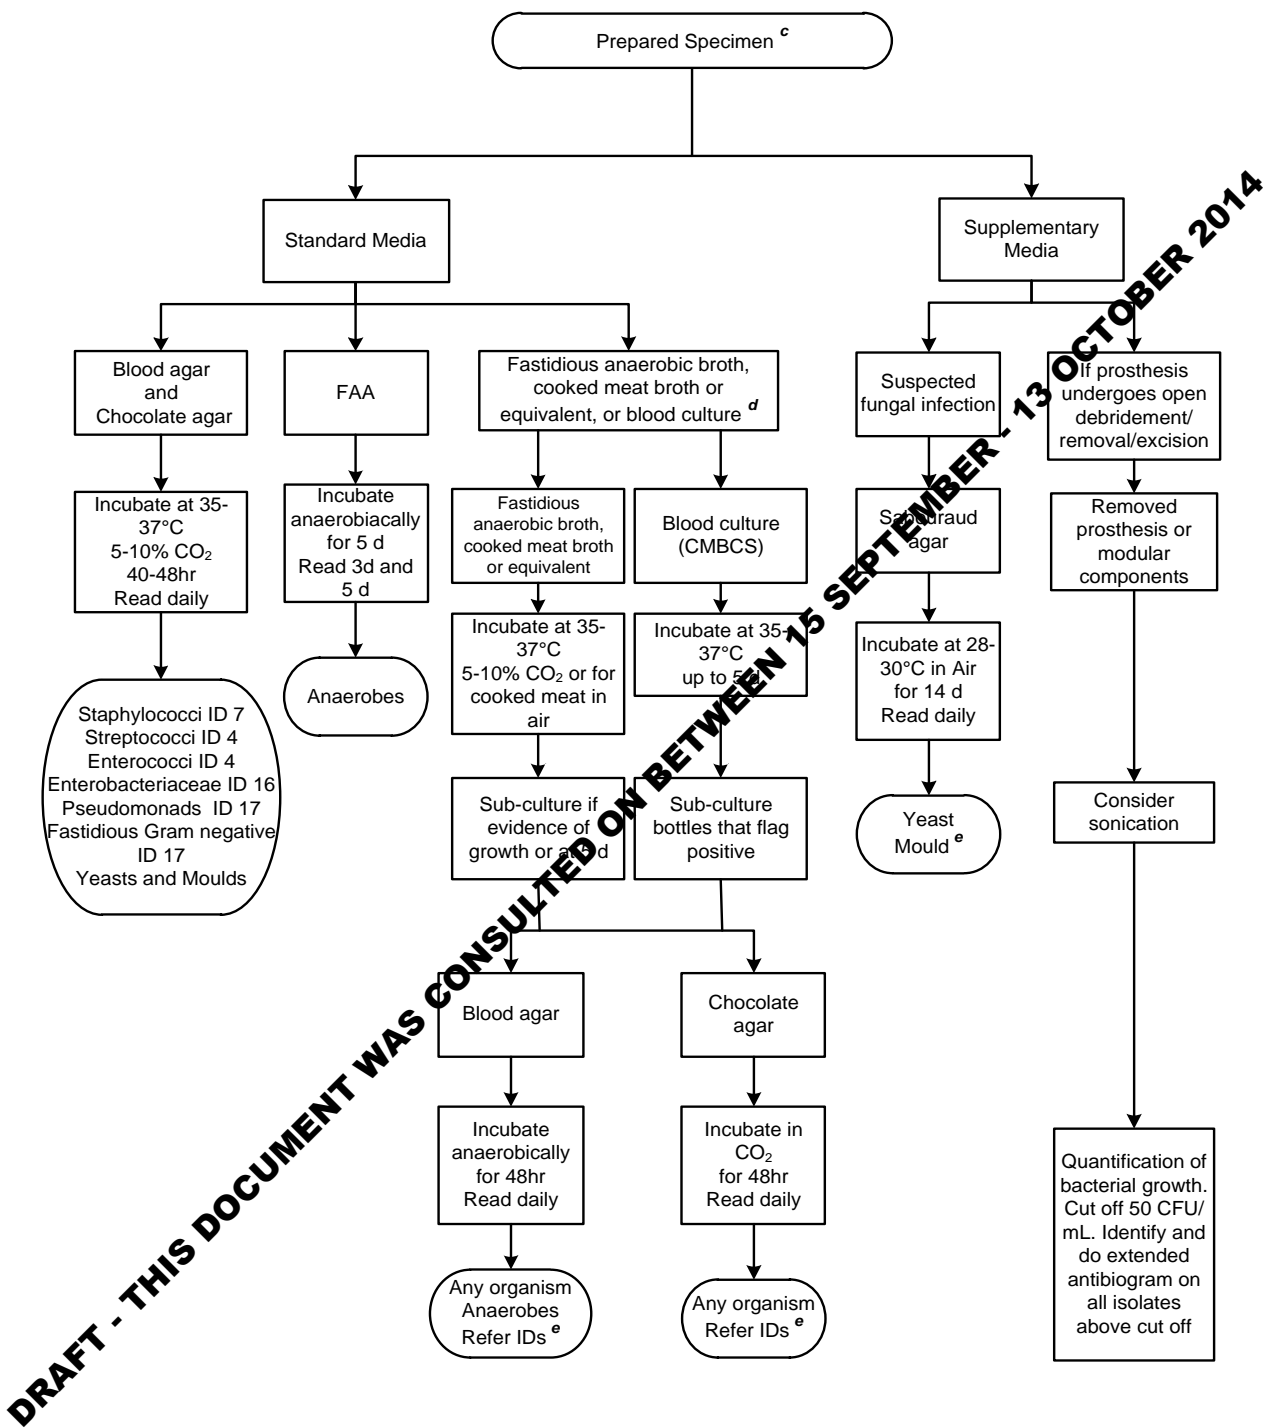 Prepared Specimen c
Standard Media
Supplementary
Media
Blood agar
and
Chocolate agar
FAA
Fastidious anaerobic broth,
cooked meat broth or
equivalent, or blood culture d
Suspected
fungal infection
If prosthesis
undergoes open
debridement/
removal/excision
Incubate at 35-
37°C
5-10% CO₂
40-48hr
Read daily
Incubate
anaerobiacally
for 5 d
Read 3d and
5 d
Fastidious
anaerobic broth,
cooked meat broth
or equivalent
Blood culture
(CMBCS)
Sabouraud
agar
Removed
prosthesis or
modular
components
Staphylococci ID 7
Streptococci ID 4
Enterococci ID 4
Enterobacteriaceae ID 16
Pseudomonads ID 17
Fastidious Gram negative
ID 17
Yeasts and Moulds
Anaerobes
Incubate at 35-
37°C
5-10% CO₂ or for
cooked meat in
air
Incubate at 35-
37°C
up to 5 d
Incubate at 28-
30°C in Air
for 14 d
Read daily
Sub-culture if
evidence of
growth or at 5 d
Sub-culture
bottles that flag
positive
Yeast
Mould e
Consider
sonication
Blood agar
Chocolate
agar
Incubate
anaerobically
for 48hr
Read daily
Incubate in
CO₂
for 48hr
Read daily
Quantification of
bacterial growth.
Cut off 50 CFU/
mL. Identify and
do extended
antibiogram on
all isolates
above cut off
Any organism
Anaerobes
Refer IDs e
Any organism
Refer IDs e
DRAFT - THIS DOCUMENT WAS CONSULTED ON BETWEEN 15 SEPTEMBER - 13 OCTOBER 2014